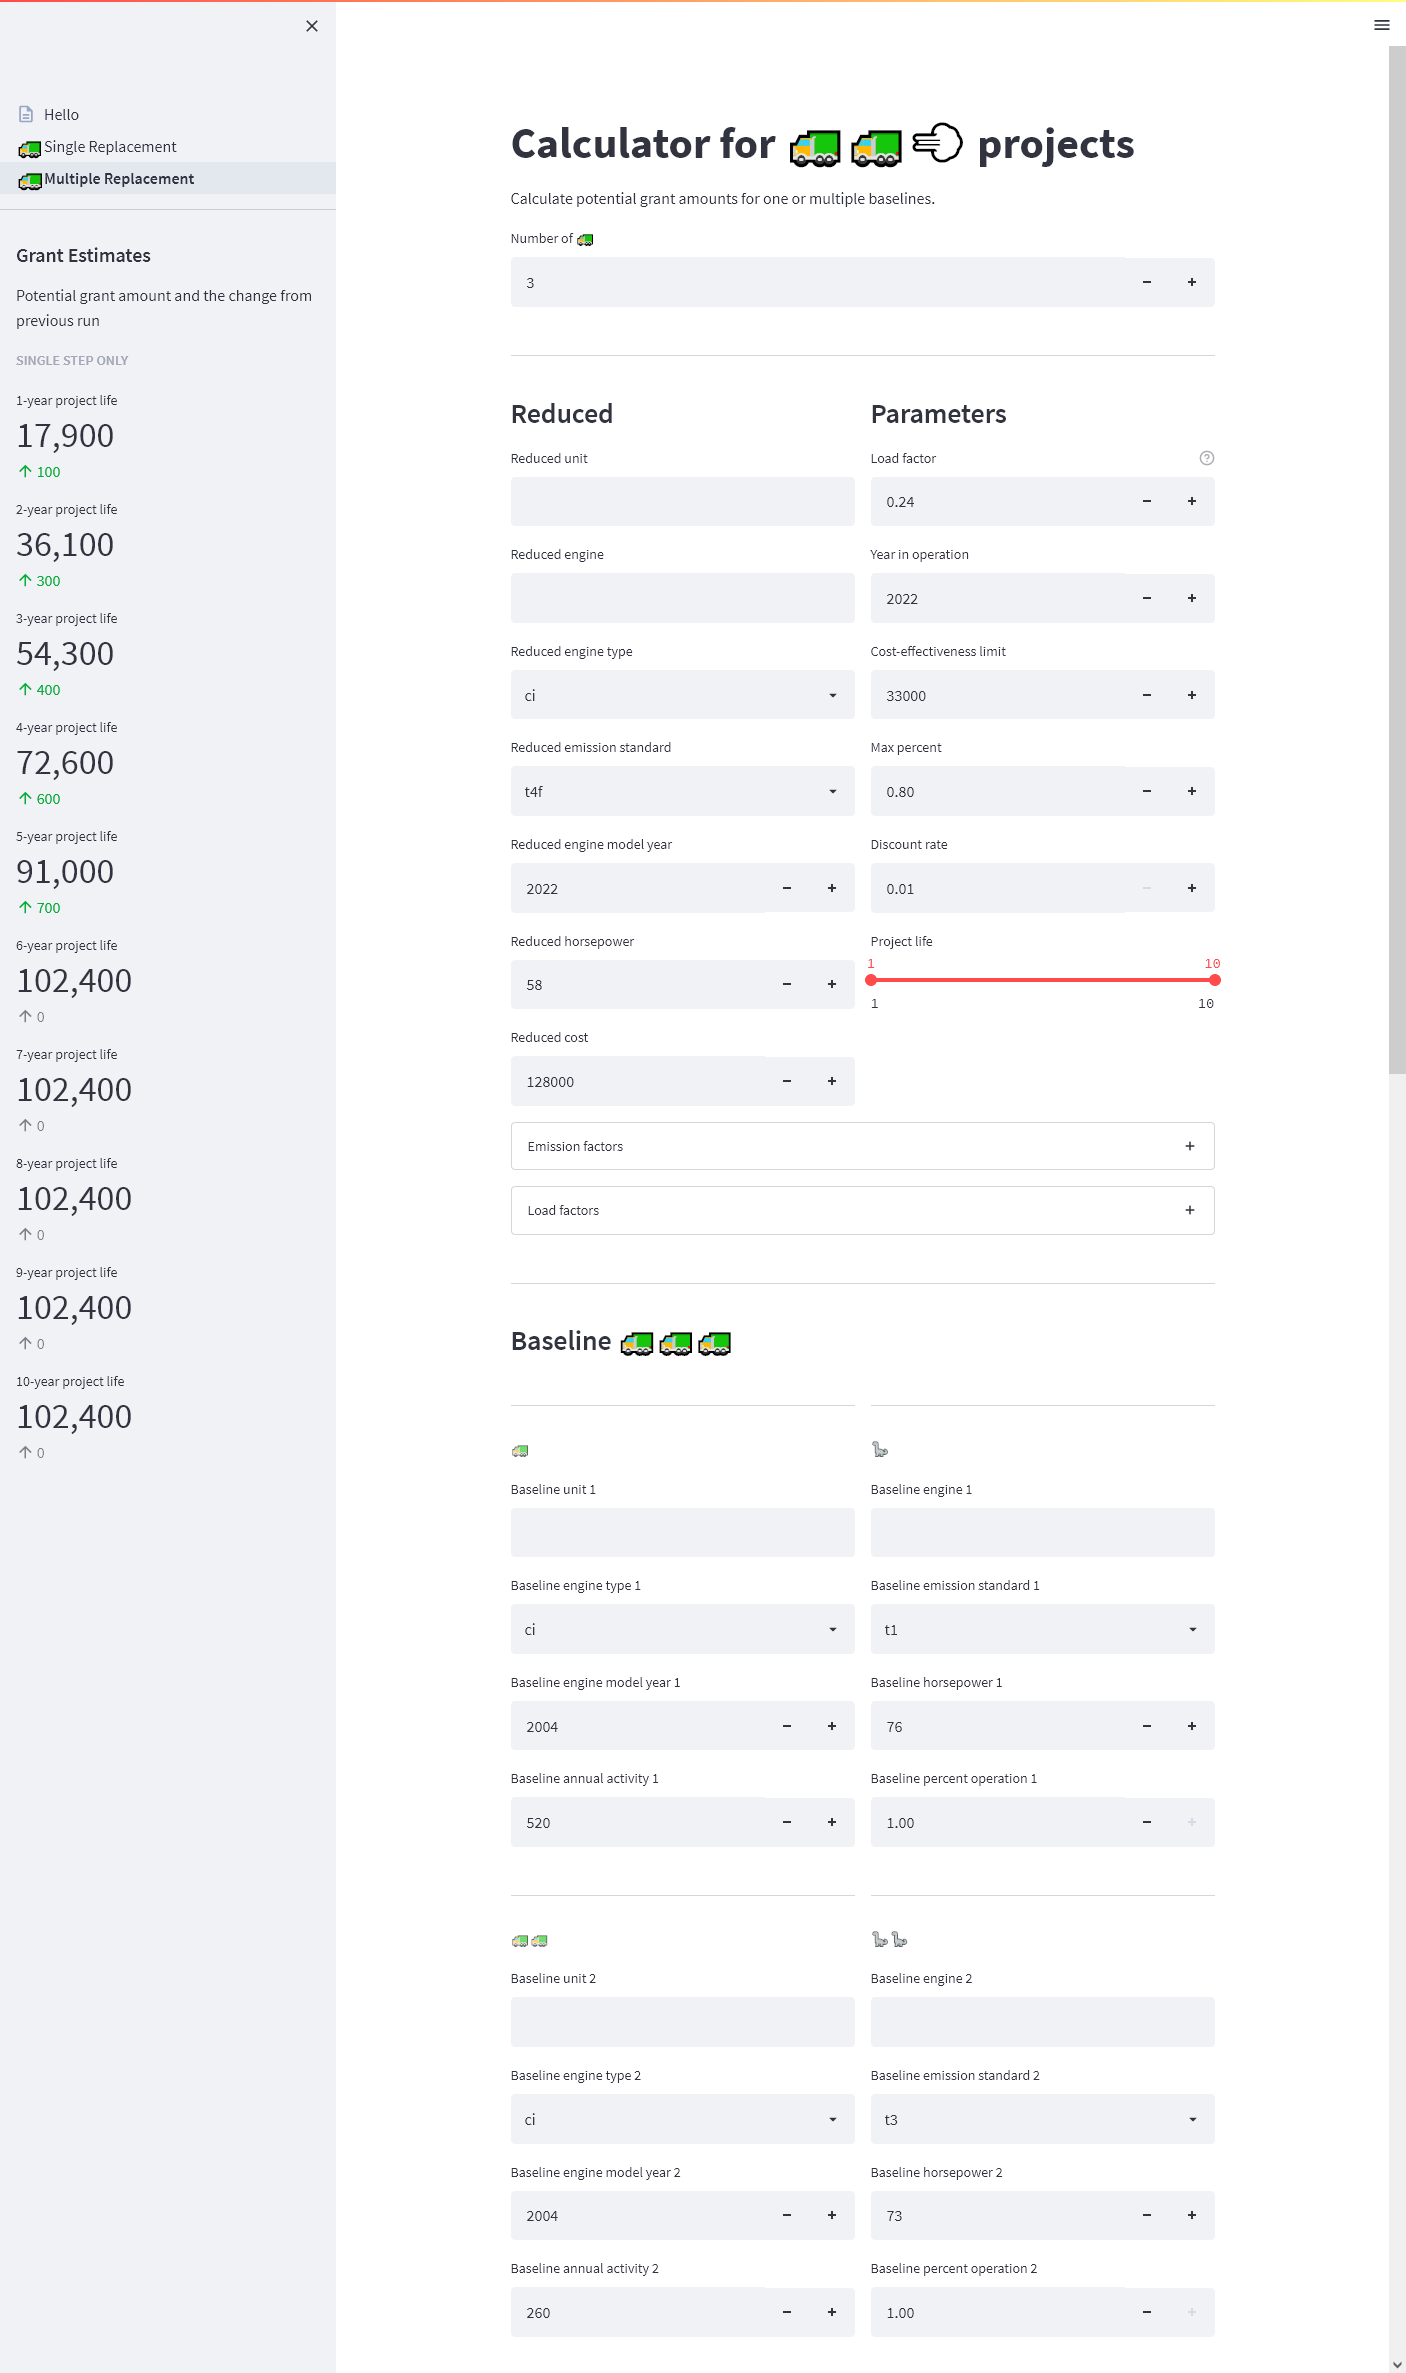 Hello
Single Replacement
Multiple Replacement
Grant Estimates
Potential grant amount and the change from
previous run
SINGLE STEP ONLY
1-year project life
17,900
100
2-year project life
36,100
300
3-year project life
54,300
400
4-year project life
72,600
600
5-year project life
91,000
700
6-year project life
102,400
0
7-year project life
102,400
0
8-year project life
102,400
0
9-year project life
102,400
0
10-year project life
102,400
0
Calculator for projects
Calculate potential grant amounts for one or multiple baselines.
Number of
3
Reduced
Reduced unit
Reduced engine
Reduced engine type
ci
Reduced emission standard
t4f
Reduced engine model year
2022
Reduced horsepower
58
Reduced cost
128000
Parameters
Load factor
0.24
Year in operation
2022
Cost-effectiveness limit
33000
Max percent
0.80
Discount rate
0.01
Project life
1 10
1 10
Emission factors
Load factors
Baseline
Baseline unit 1
Baseline engine 1
Baseline engine type 1
ci
Baseline emission standard 1
t1
Baseline engine model year 1
2004
Baseline horsepower 1
76
Baseline annual activity 1
520
Baseline percent operation 1
1.00
Baseline unit 2
Baseline engine 2
Baseline engine type 2
ci
Baseline emission standard 2
t3
Baseline engine model year 2
2004
Baseline horsepower 2
73
Baseline annual activity 2
260
Baseline percent operation 2
1.00